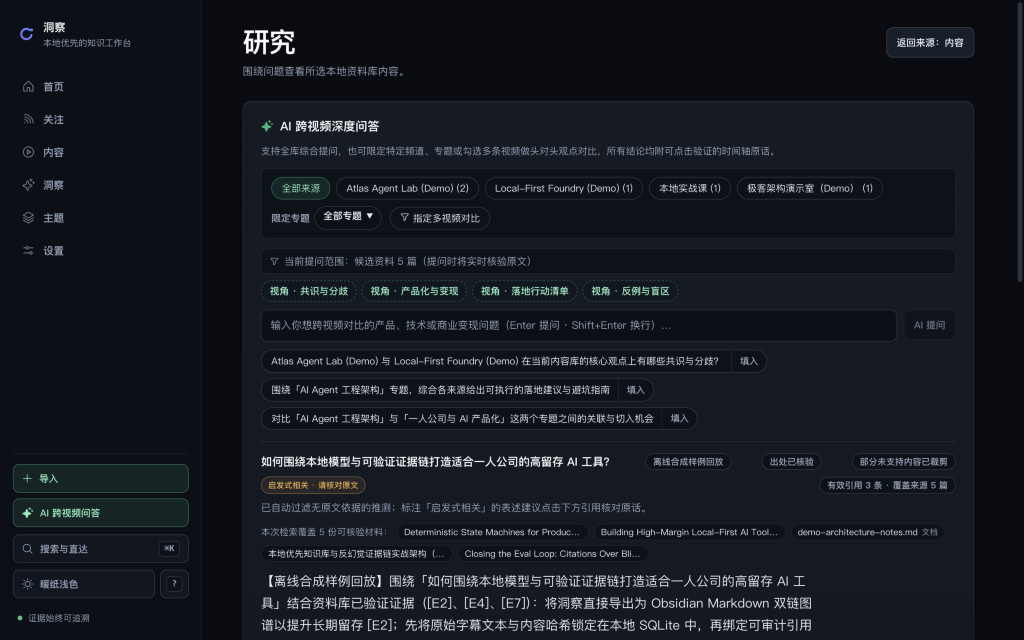 洞察
本地优先的知识工作台
首页
关注
内容
洞察
主题
设置
导入
AI 跨视频问答
搜索与直达 ⌘K
暖纸浅色 ?
证据始终可追溯
研究
围绕问题查看所选本地资料库内容。
返回来源：内容
AI 跨视频深度问答
支持全库综合提问，也可限定特定频道、专题或勾选多条视频做头对头观点对比，所有结论均附可点击验证的时间轴原话。
全部来源 Atlas Agent Lab (Demo) (2) Local-First Foundry (Demo) (1) 本地实战课 (1) 极客架构演示室（Demo） (1)
限定专题 全部专题 ▼ 指定多视频对比
当前提问范围：候选资料 5 篇（提问时将实时核验原文）
视角 · 共识与分歧 视角 · 产品化与变现 视角 · 落地行动清单 视角 · 反例与盲区
输入你想跨视频对比的产品、技术或商业变现问题（Enter 提问 · Shift+Enter 换行）… AI 提问
Atlas Agent Lab (Demo) 与 Local-First Foundry (Demo) 在当前内容库的核心观点上有哪些共识与分歧? 填入
围绕「AI Agent 工程架构」专题，综合各来源给出可执行的落地建议与避坑指南 填入
对比「AI Agent 工程架构」与「一人公司与 AI 产品化」这两个专题之间的关联与切入机会 填入
如何围绕本地模型与可验证证据链打造适合一人公司的高留存 AI 工具? 离线合成样例回放 出处已核验 部分未支持内容已裁剪
启发式相关 · 请核对原文 有效引用 3 条 · 覆盖来源 5 篇
已自动过滤无原文依据的推测；标注「启发式相关」的表述建议点击下方引用核对原话。
本次检索覆盖 5 份可核验材料： Deterministic State Machines for Produc... Building High-Margin Local-First AI Tool... demo-architecture-notes.md 文档
本地优先知识库与反幻觉证据链实战架构（... Closing the Eval Loop: Citations Over Bli...
【离线合成样例回放】围绕「如何围绕本地模型与可验证证据链打造适合一人公司的高留存 AI 工
具」结合资料库已验证证据（[E2]、[E4]、[E7]）：将洞察直接导出为 Obsidian Markdown 双链图
谱以提升长期留存 [E2]；先将原始字幕文本与内容哈希锁定在本地 SQLite 中，再绑定可审计引用